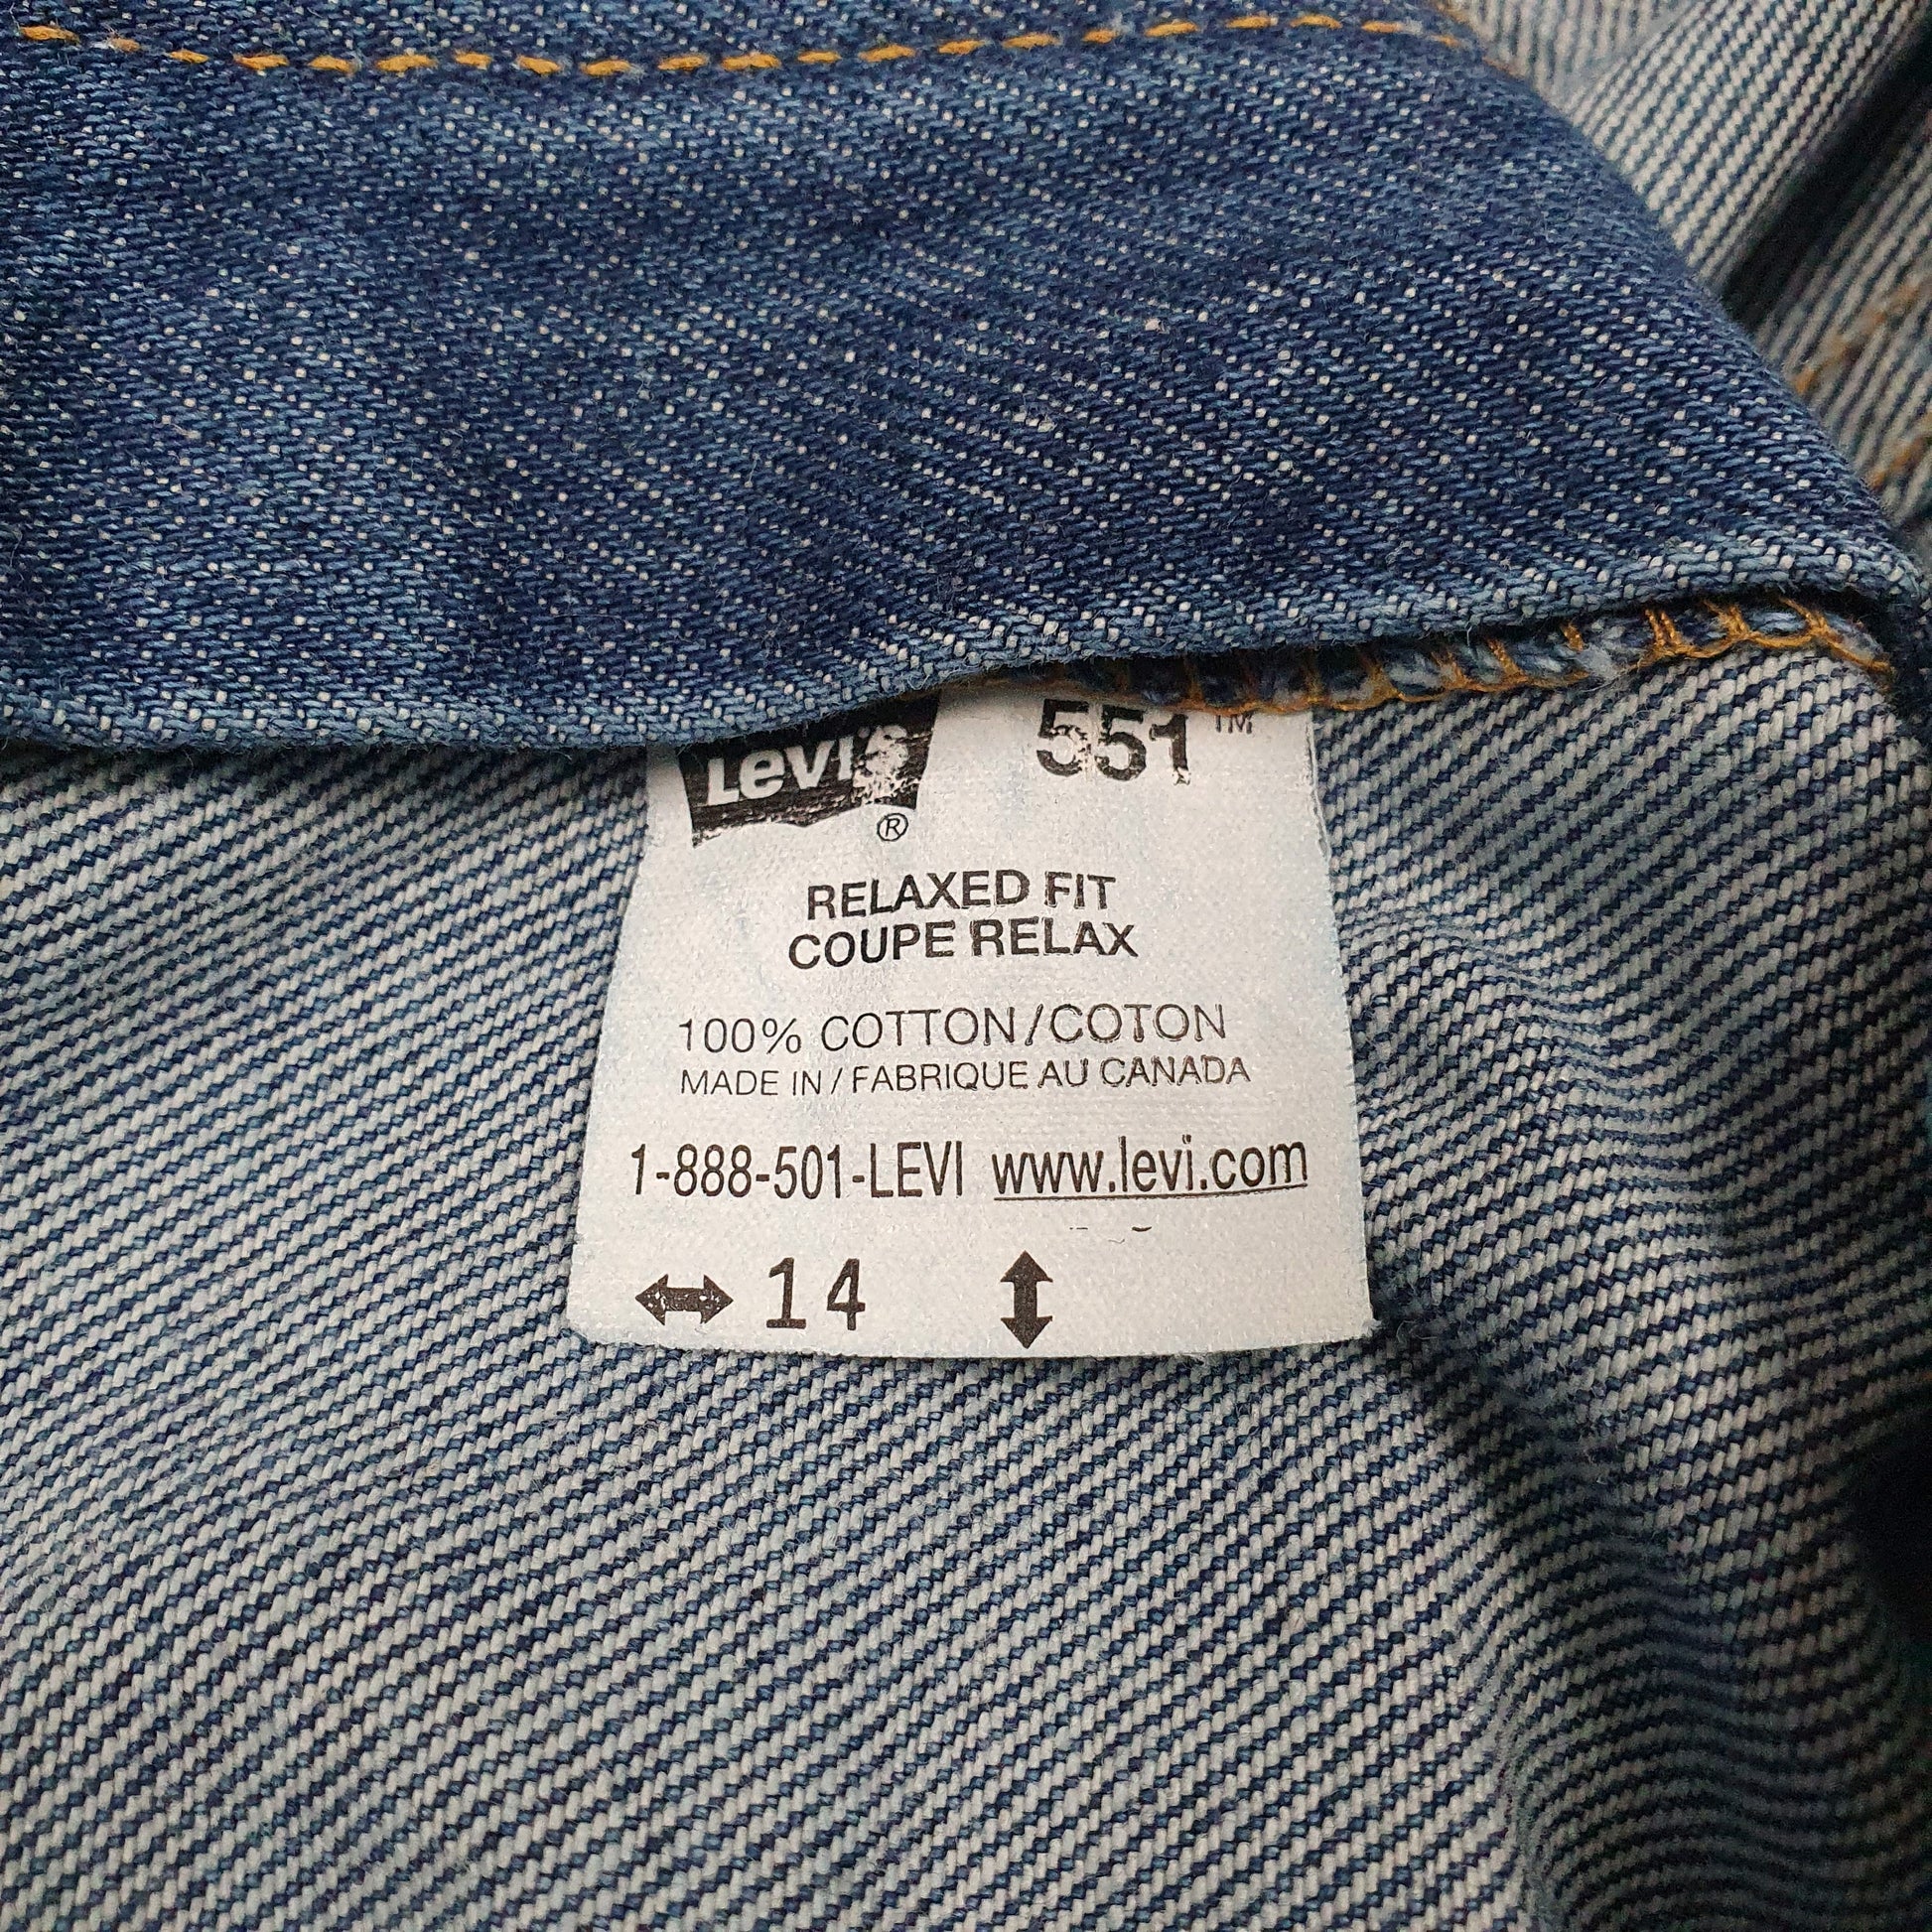 Levi's 551™
®
RELAXED FIT
COUPE RELAX
100% COTTON/COTON
MADE IN / FABRIQUE AU CANADA
1-888-501-LEVI www.levi.com
14